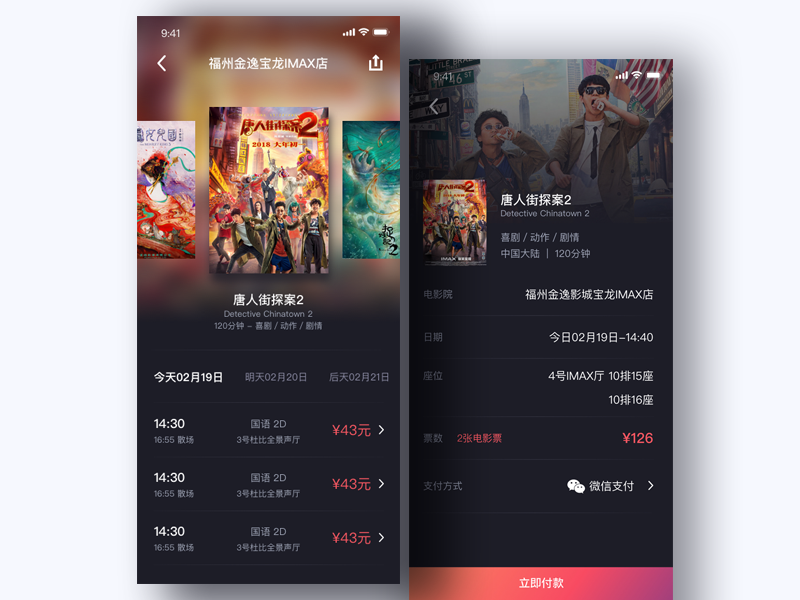 9:41
福州金逸宝龙IMAX店
唐人街探案2
2018 大年初一
唐人街探案2
Detective Chinatown 2
120分钟 - 喜剧 / 动作 / 剧情
今天02月19日
明天02月20日
后天02月21日
14:30
国语 2D
¥43元
16:55 散场
3号杜比全景声厅
14:30
国语 2D
¥43元
16:55 散场
3号杜比全景声厅
14:30
国语 2D
¥43元
16:55 散场
3号杜比全景声厅
9:41
46 ST
唐人街探案2
唐人街探案2
Detective Chinatown 2
喜剧 / 动作 / 剧情
中国大陆 | 120分钟
电影院
福州金逸影城宝龙IMAX店
日期
今日02月19日-14:40
座位
4号IMAX厅 10排15座
10排16座
票数
2张电影票
¥126
支付方式
微信支付
立即付款